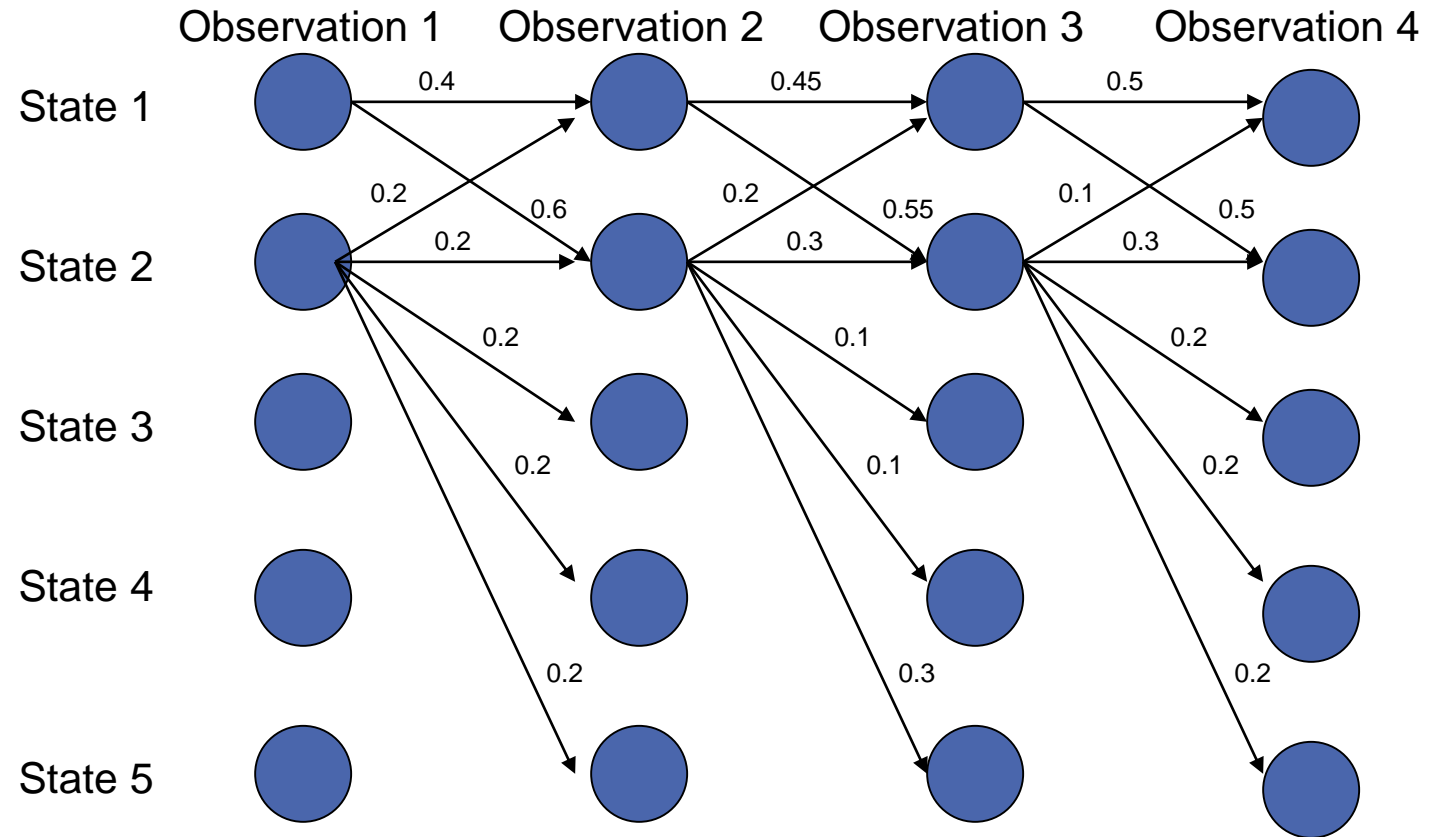 Observation 1 Observation 2 Observation 3 Observation 4
State 1
0.4 0.45 0.5
0.2 0.6 0.2 0.55 0.1 0.5
State 2
0.2 0.3 0.3
0.2 0.1 0.2
State 3
0.2 0.1 0.2
State 4
0.2 0.3 0.2
State 5